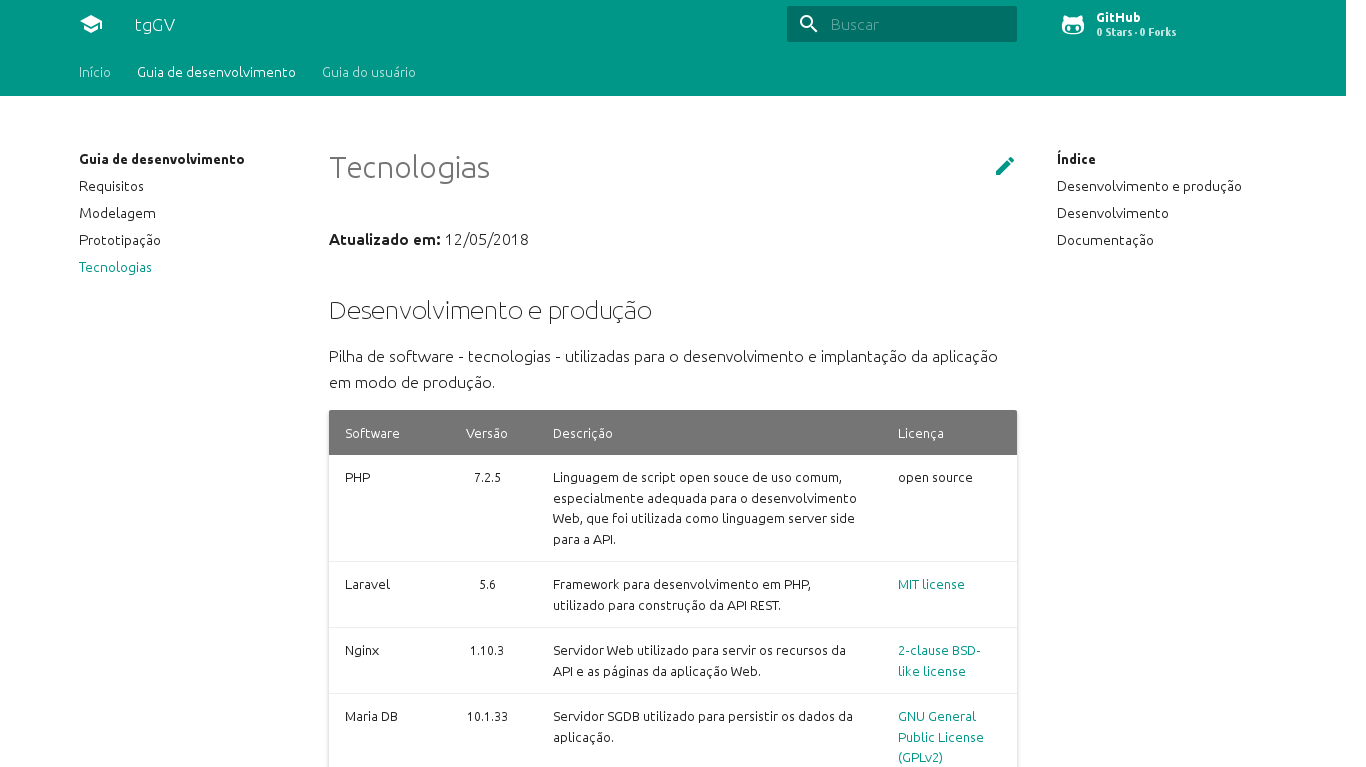 tgGV
Buscar
GitHub
0 Stars · 0 Forks
Início
Guia de desenvolvimento
Guia do usuário
Guia de desenvolvimento
Requisitos
Modelagem
Prototipação
Tecnologias
Tecnologias
Atualizado em: 12/05/2018
Desenvolvimento e produção
Pilha de software - tecnologias - utilizadas para o desenvolvimento e implantação da aplicação
em modo de produção.
Software Versão Descrição Licença
PHP 7.2.5 Linguagem de script open souce de uso comum, open source
especialmente adequada para o desenvolvimento
Web, que foi utilizada como linguagem server side
para a API.
Laravel 5.6 Framework para desenvolvimento em PHP, MIT license
utilizado para construção da API REST.
Nginx 1.10.3 Servidor Web utilizado para servir os recursos da 2-clause BSD-
API e as páginas da aplicação Web. like license
Maria DB 10.1.33 Servidor SGDB utilizado para persistir os dados da GNU General
aplicação. Public License
(GPLv2)
Índice
Desenvolvimento e produção
Desenvolvimento
Documentação